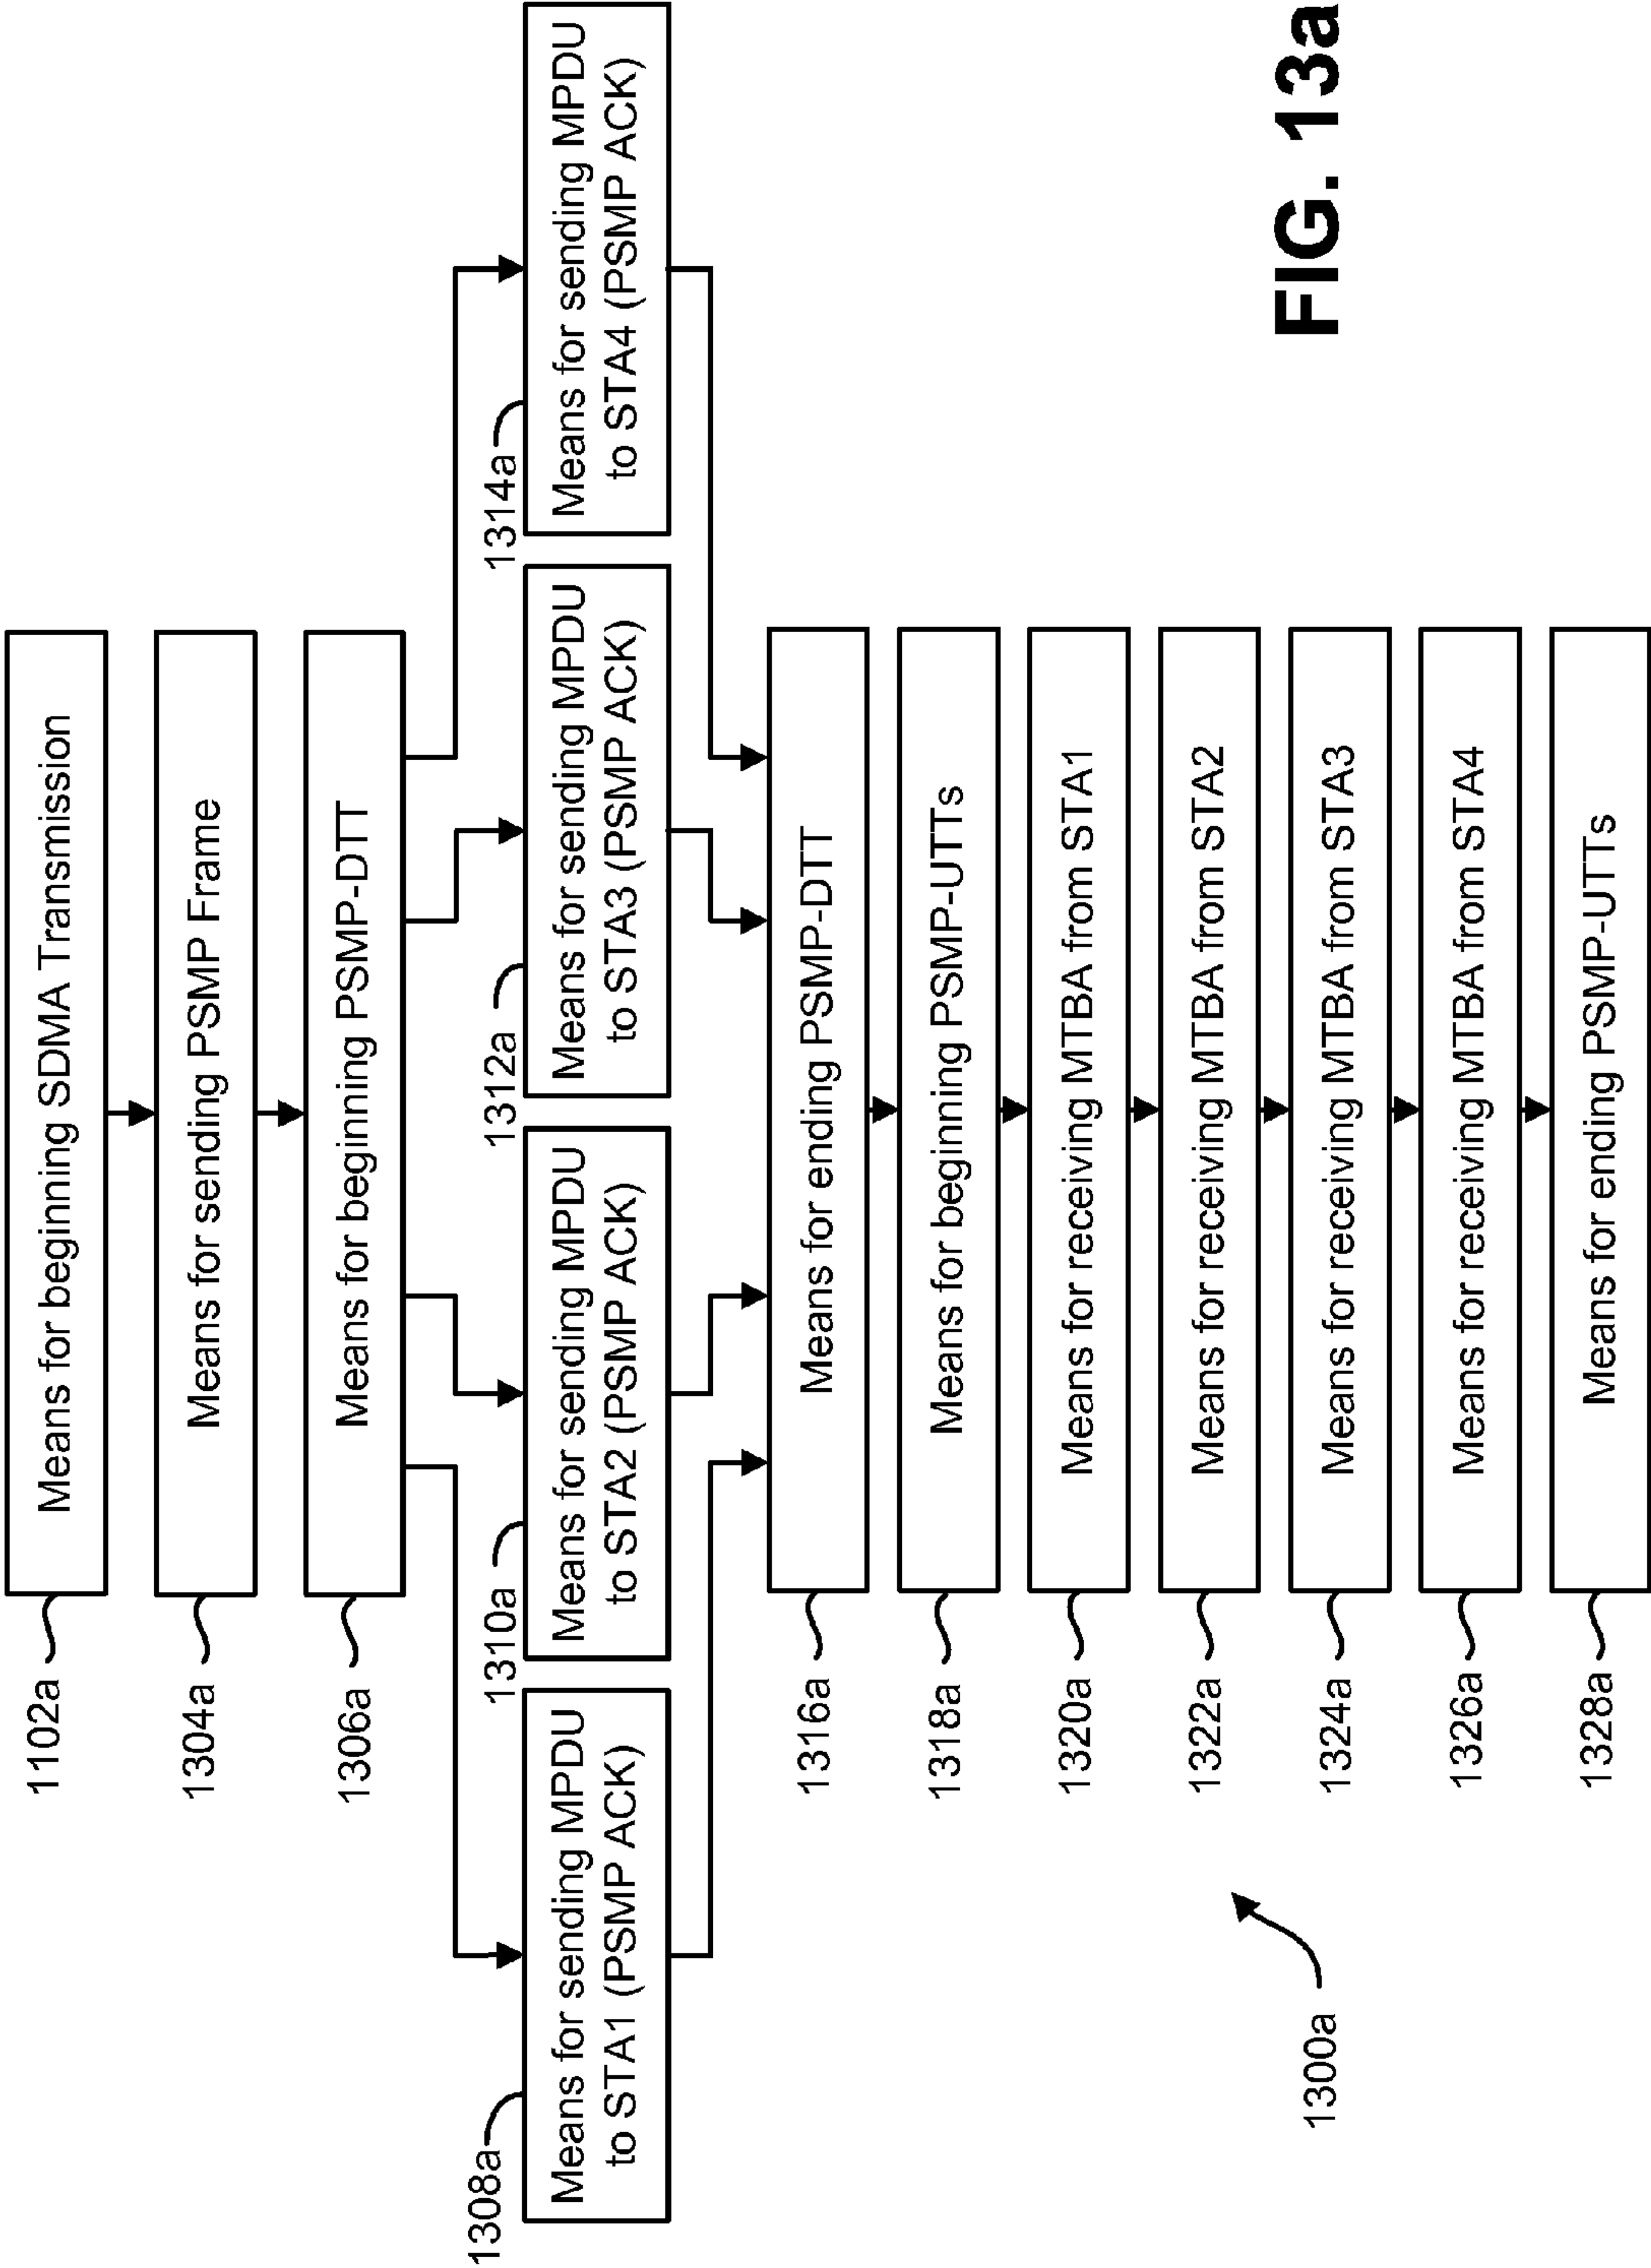 1102a
Means for beginning SDMA Transmission
1304a
Means for sending PSMP Frame
1306a
Means for beginning PSMP-DTT
1308a
Means for sending MPDU
to STA1 (PSMP ACK)
1310a
Means for sending MPDU
to STA2 (PSMP ACK)
1312a
Means for sending MPDU
to STA3 (PSMP ACK)
1314a
Means for sending MPDU
to STA4 (PSMP ACK)
1316a
Means for ending PSMP-DTT
1318a
Means for beginning PSMP-UTTs
1320a
Means for receiving MTBA from STA1
1322a
Means for receiving MTBA from STA2
1324a
Means for receiving MTBA from STA3
1326a
Means for receiving MTBA from STA4
1328a
Means for ending PSMP-UTTs
1300a
FIG. 13a